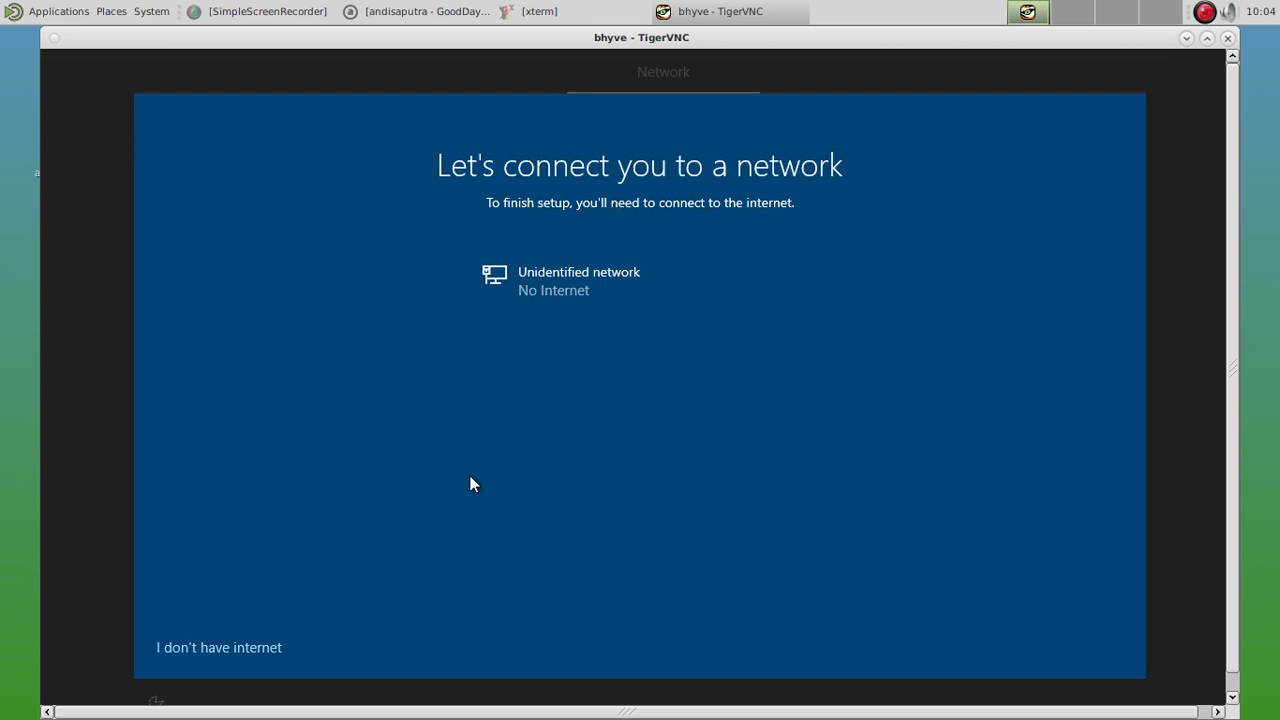 Applications Places System [SimpleScreenRecorder] [andisaputra - GoodDay... [xterm] bhyve - TigerVNC 10:04
bhyve - TigerVNC
Network
Let's connect you to a network
To finish setup, you'll need to connect to the internet.
Unidentified network
No Internet
I don't have internet